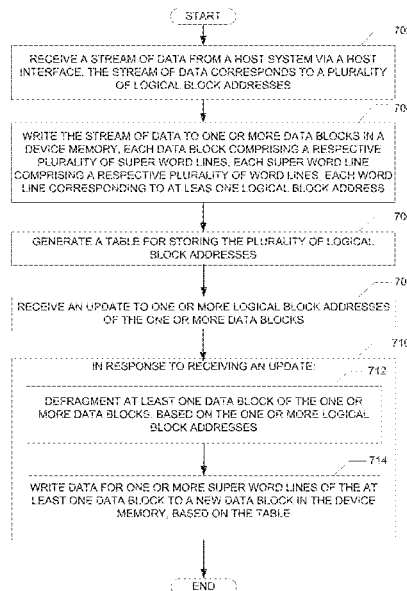 START
70
RECEIVE A STREAM OF DATA FROM A HOST SYSTEM VIA A HOST
INTERFACE. THE STREAM OF DATA CORRESPONDS TO A PLURALITY
OF LOGICAL BLOCK ADDRESSES
70
WRITE THE STREAM OF DATA TO ONE OR MORE DATA BLOCKS IN A
DEVICE MEMORY, EACH DATA BLOCK COMPRISING A RESPECTIVE
PLURALITY OF SUPER WORD LINES, EACH SUPER WORD LINE
COMPRISING A RESPECTIVE PLURALITY OF WORD LINES, EACH WORD
LINE CORRESPONDING TO AT LEAS ONE LOGICAL BLOCK ADDRESS
70
GENERATE A TABLE FOR STORING THE PLURALITY OF LOGICAL
BLOCK ADDRESSES
70
RECEIVE AN UPDATE TO ONE OR MORE LOGICAL BLOCK ADDRESSES
OF THE ONE OR MORE DATA BLOCKS
710
IN RESPONSE TO RECEIVING AN UPDATE:
712
DEFRAGMENT AT LEAST ONE DATA BLOCK OF THE ONE OR
MORE DATA BLOCKS, BASED ON THE ONE OR MORE LOGICAL
BLOCK ADDRESSES
714
WRITE DATA FOR ONE OR MORE SUPER WORD LINES OF THE AT
LEAST ONE DATA BLOCK TO A NEW DATA BLOCK IN THE DEVICE
MEMORY, BASED ON THE TABLE
END